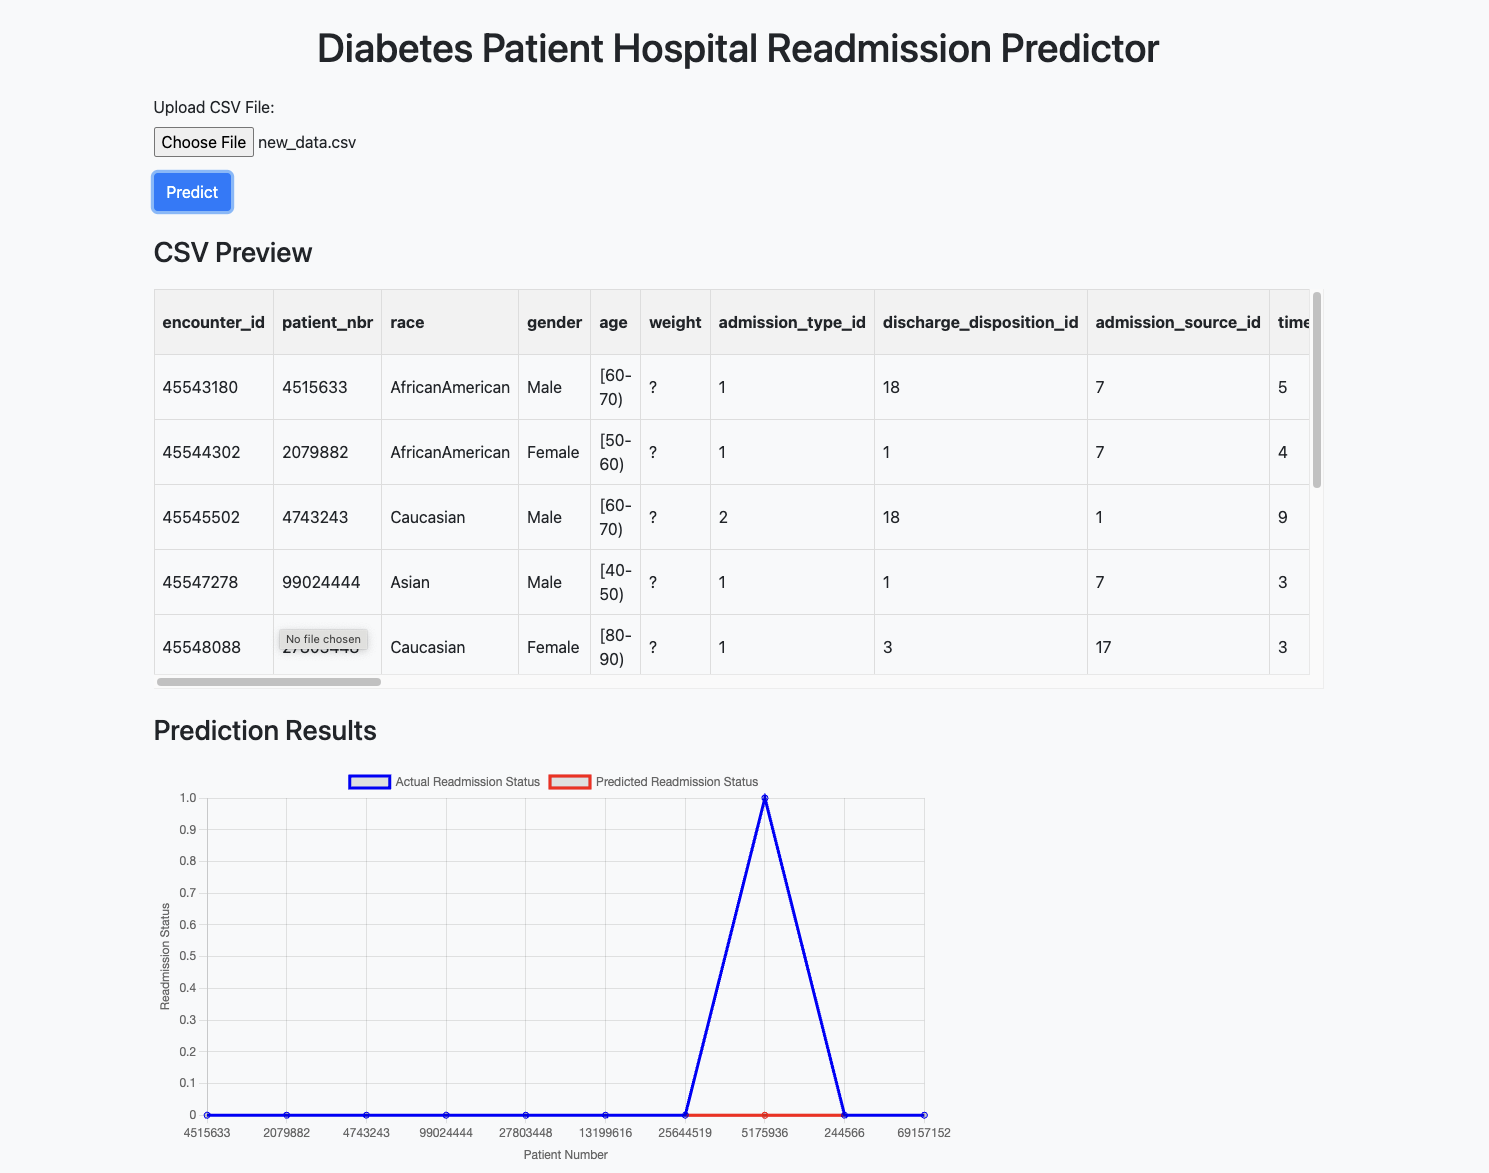 Diabetes Patient Hospital Readmission Predictor
Upload CSV File:
Choose File new_data.csv
Predict
CSV Preview
encounter_id patient_nbr race gender age weight admission_type_id discharge_disposition_id admission_source_id time
45543180 4515633 AfricanAmerican Male [60-70) ? 1 18 7 5
45544302 2079882 AfricanAmerican Female [50-60) ? 1 1 7 4
45545502 4743243 Caucasian Male [60-70) ? 2 18 1 9
45547278 99024444 Asian Male [40-50) ? 1 1 7 3
No file chosen
45548088 27803448 Caucasian Female [80-90) ? 1 3 17 3
Prediction Results
Actual Readmission Status Predicted Readmission Status
1.0
0.9
0.8
0.7
0.6
0.5
0.4
0.3
0.2
0.1
0
Readmission Status
4515633 2079882 4743243 99024444 27803448 13199616 25644519 5175936 244566 69157152
Patient Number